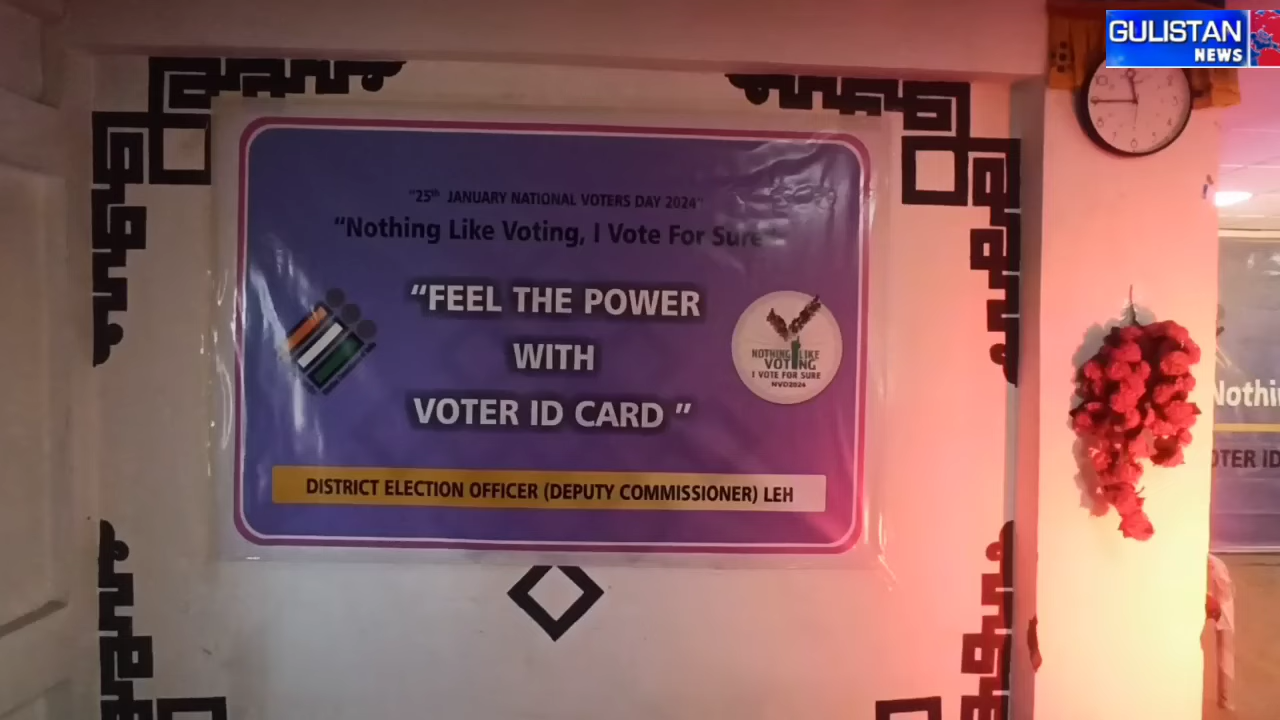 GULISTAN
NEWS
"25th JANUARY NATIONAL VOTERS DAY 2024"
"Nothing Like Voting, I Vote For Sure"
"FEEL THE POWER
WITH
VOTER ID CARD "
NOTHING LIKE
VOTING
I VOTE FOR SURE
NVD2024
DISTRICT ELECTION OFFICER (DEPUTY COMMISSIONER) LEH
Nothi
OTER ID